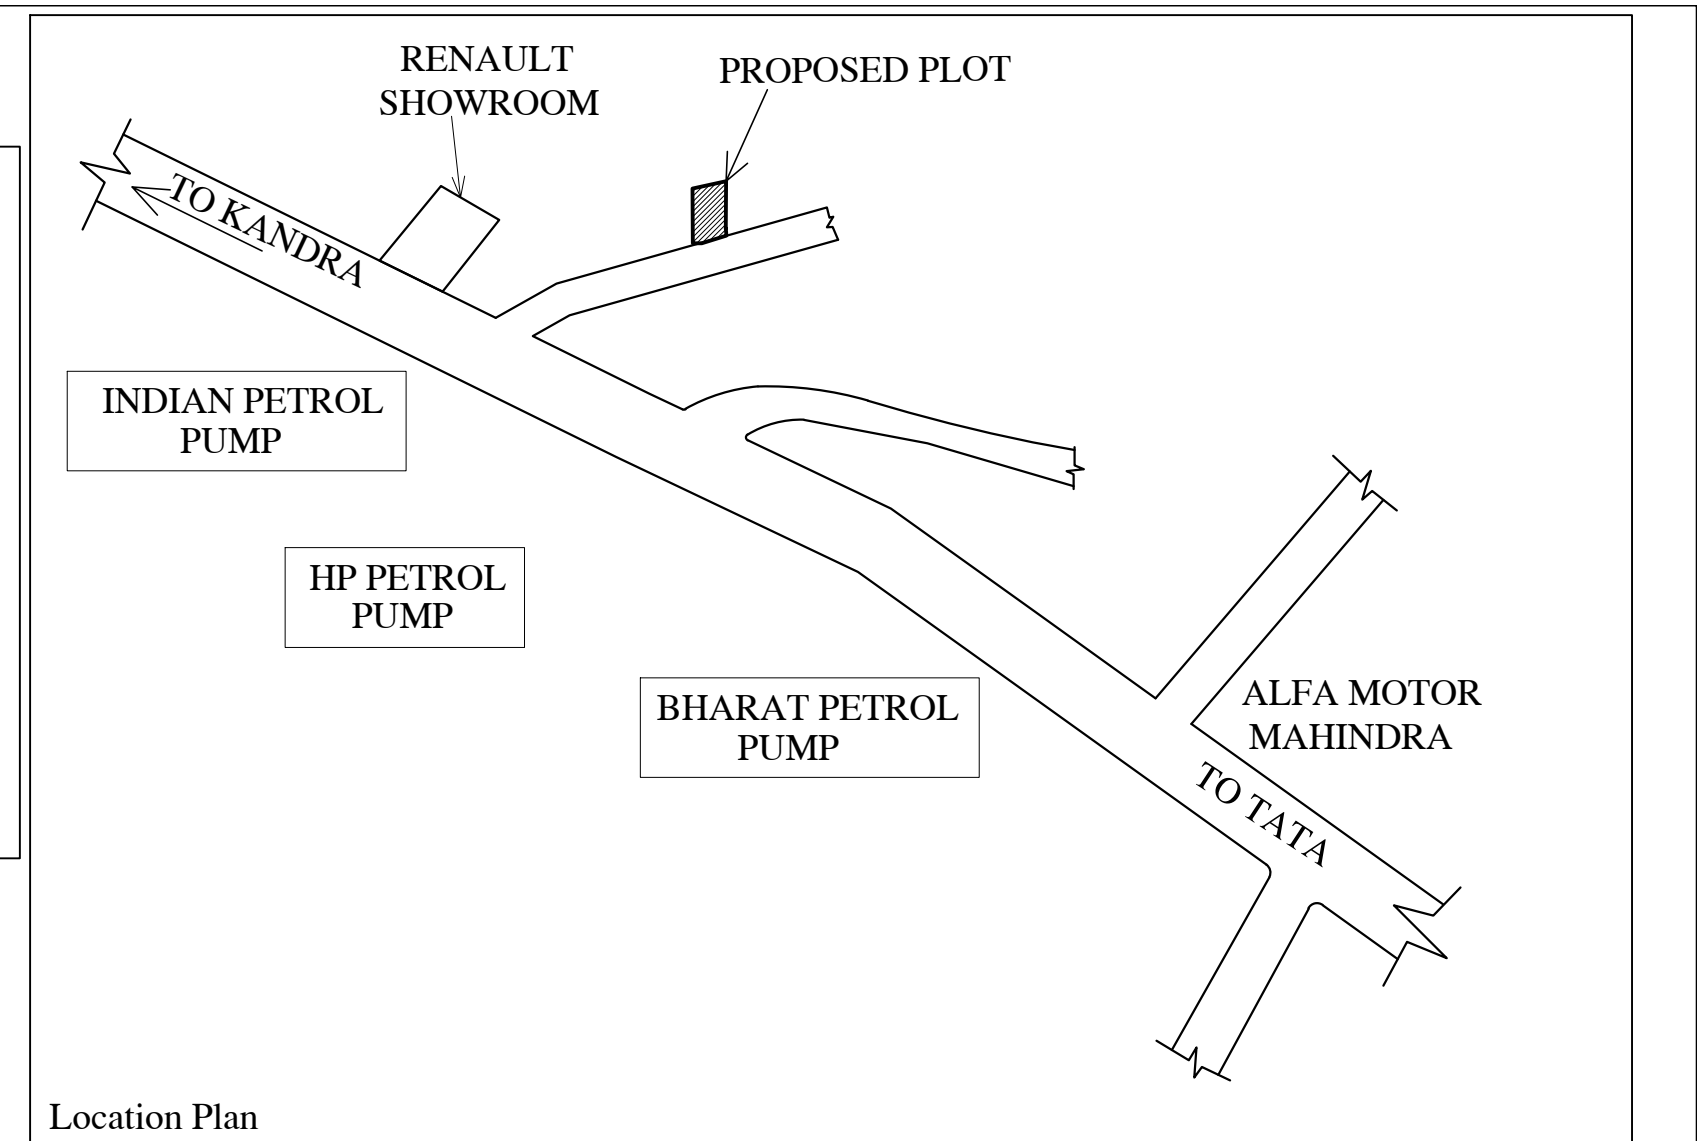 RENAULT
SHOWROOM
PROPOSED PLOT
TO KANDRA
INDIAN PETROL
PUMP
HP PETROL
PUMP
BHARAT PETROL
PUMP
ALFA MOTOR
MAHINDRA
TO TATA
Location Plan